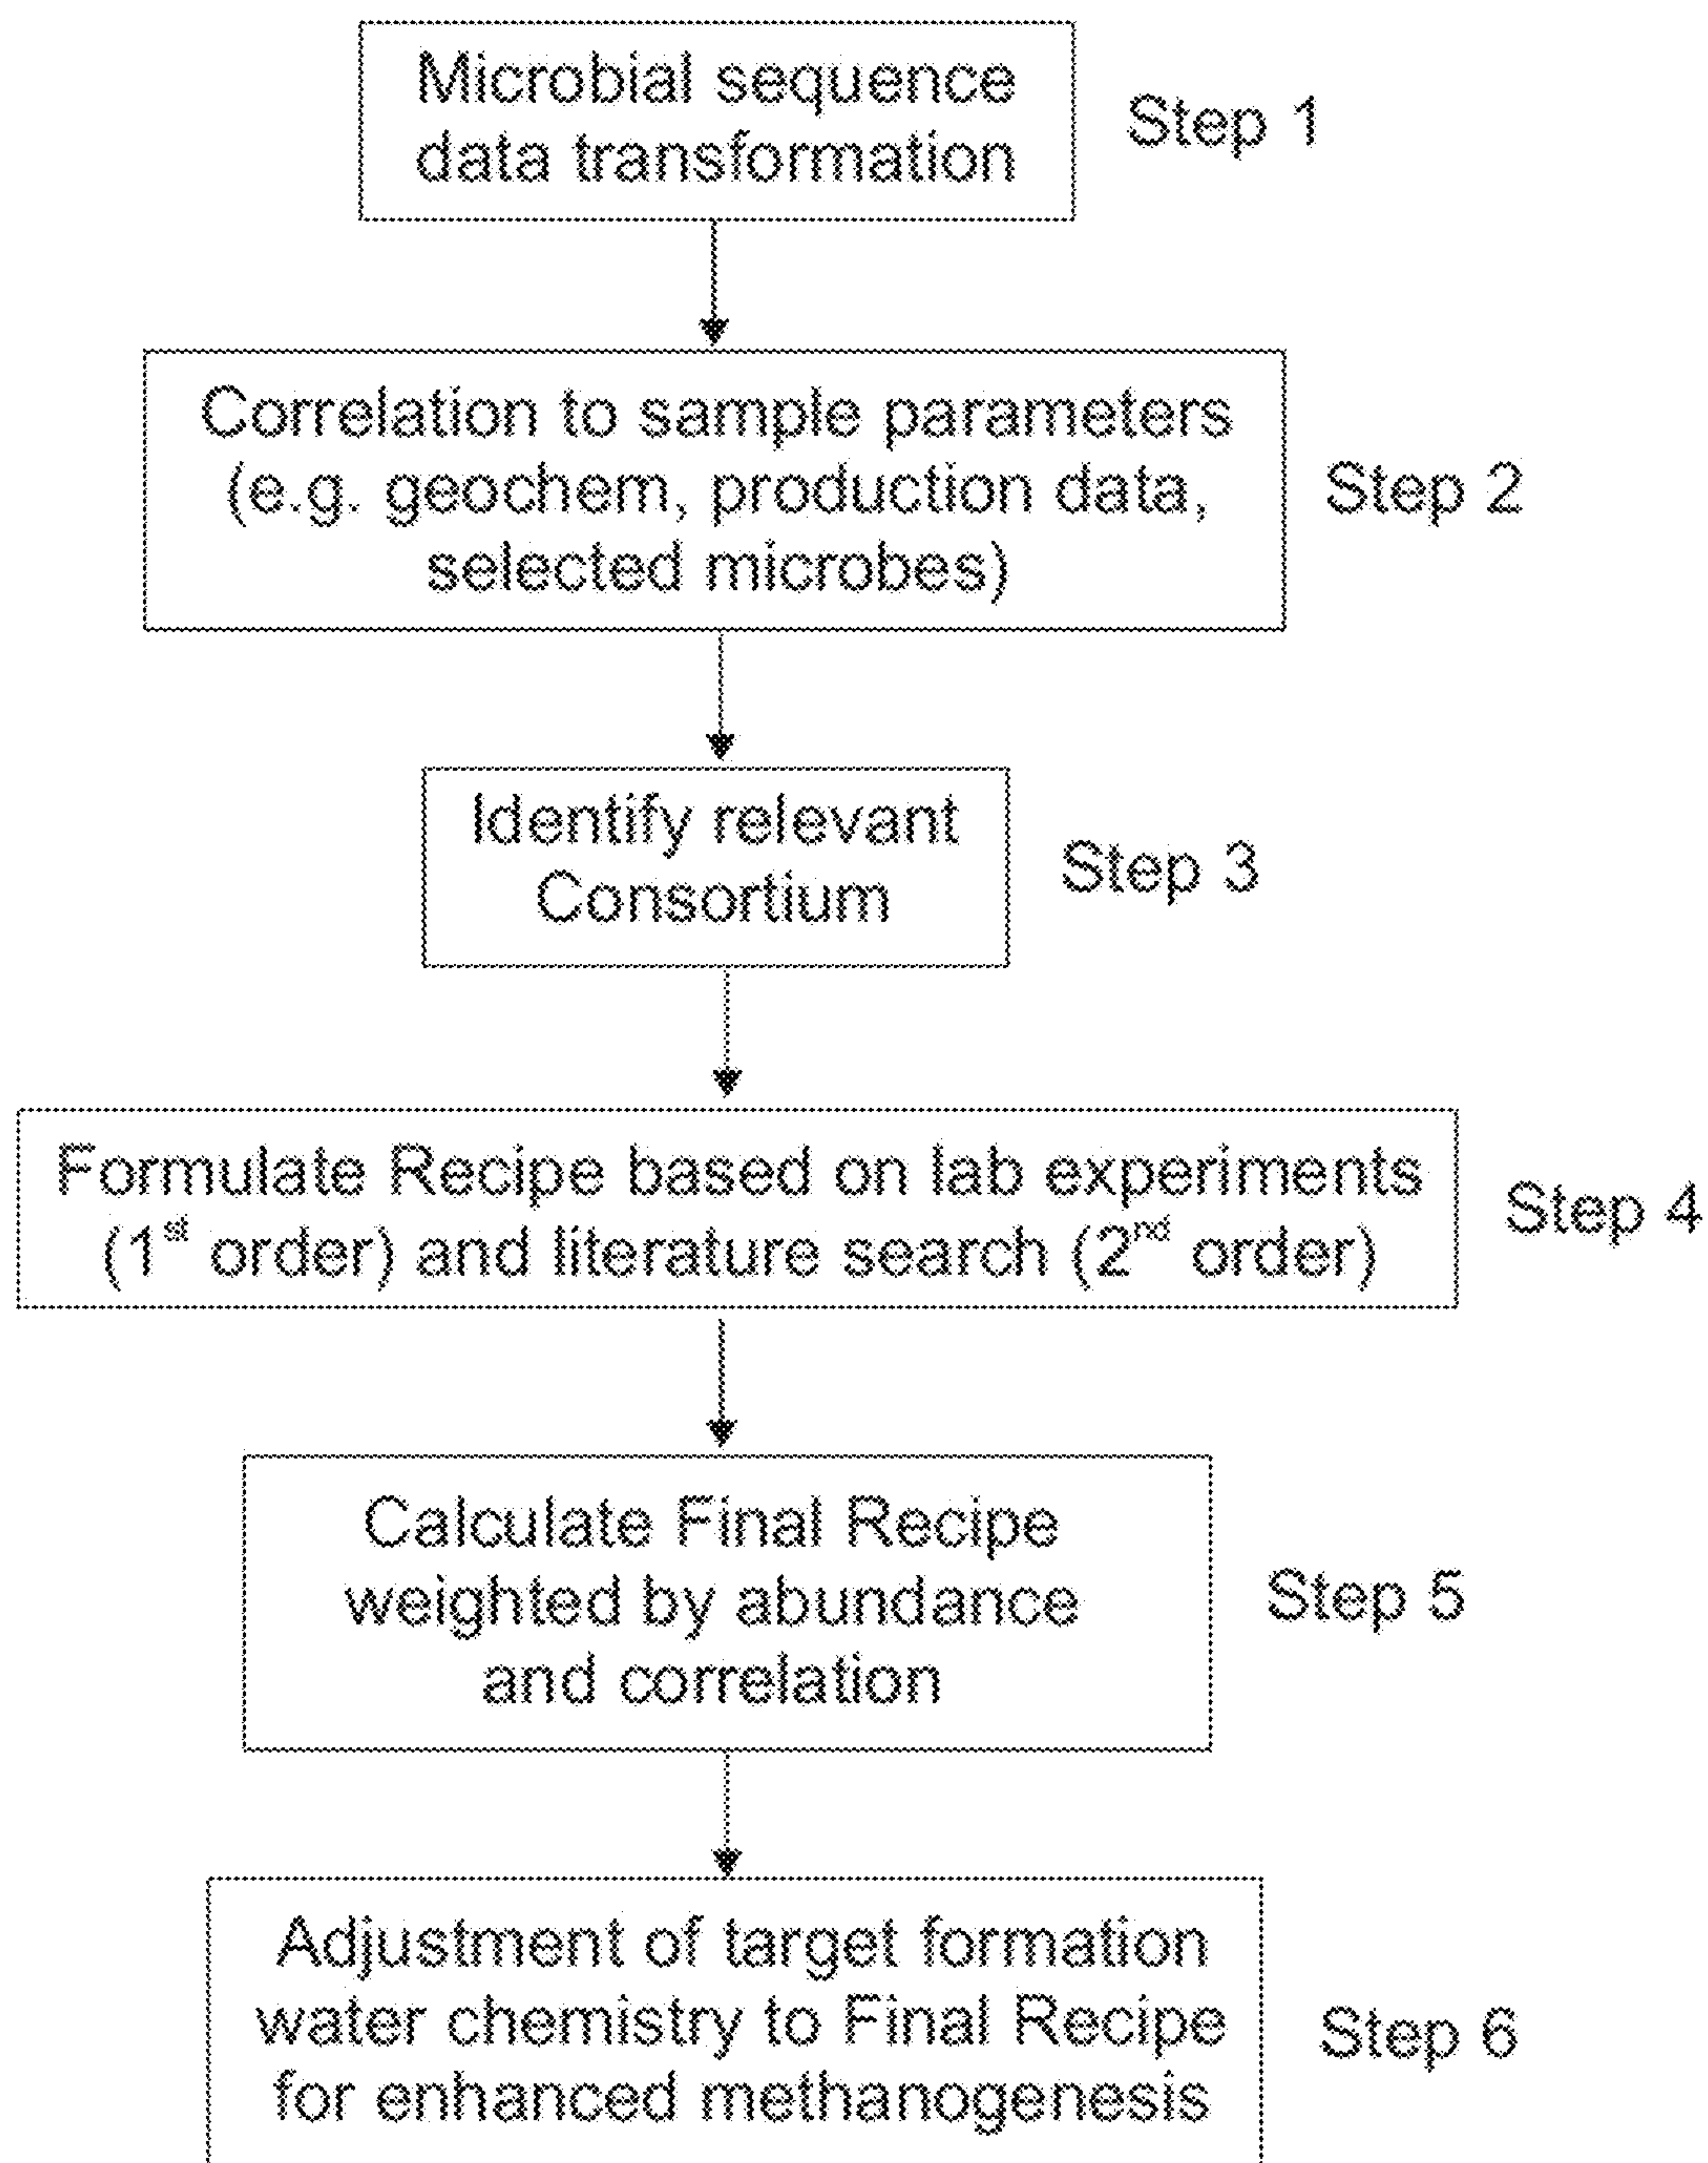 Microbial sequence
data transformation
Step 1
Correlation to sample parameters
(e.g. geochem, production data,
selected microbes)
Step 2
Identify relevant
Consortium
Step 3
Formulate Recipe based on lab experiments
(1st order) and literature search (2nd order)
Step 4
Calculate Final Recipe
weighted by abundance
and correlation
Step 5
Adjustment of target formation
water chemistry to Final Recipe
for enhanced methanogenesis
Step 6